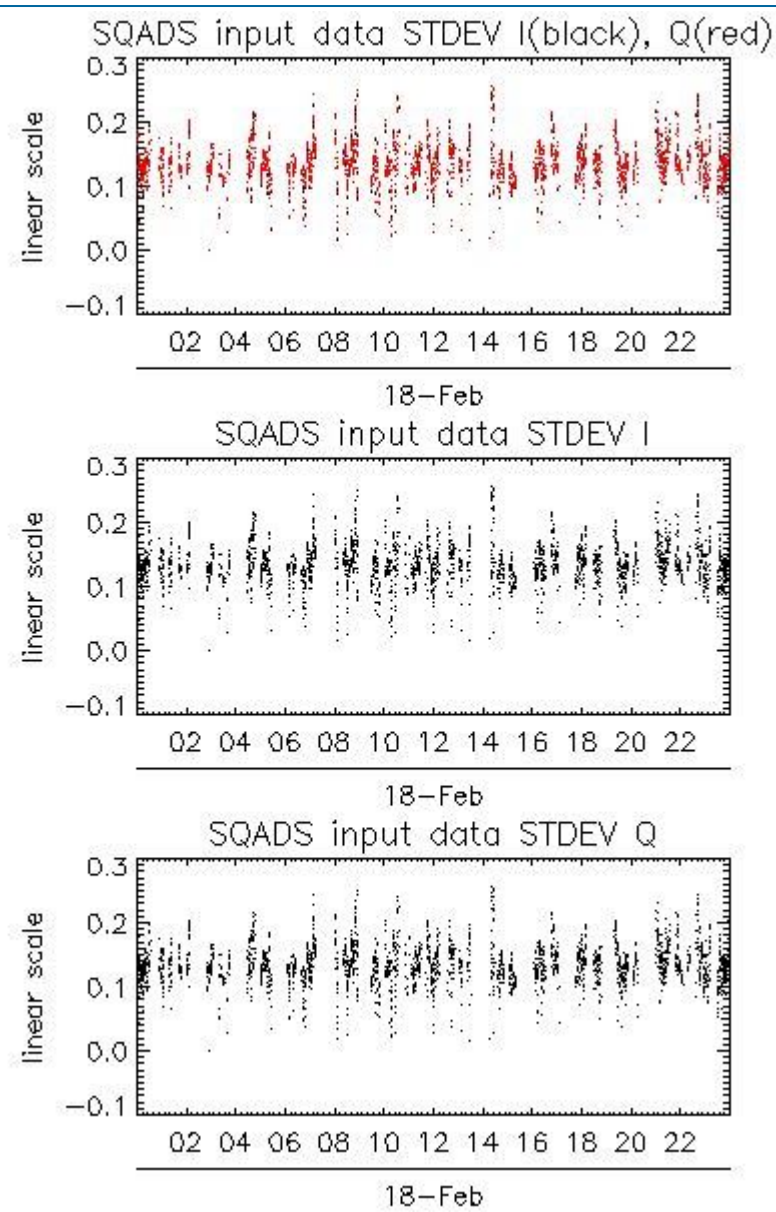 SQADS input data STDEV I(black), Q(red)
0.3
0.2
0.1
0.0
-0.1
linear scale
02 04 06 08 10 12 14 16 18 20 22
18-Feb
SQADS input data STDEV I
0.3
0.2
0.1
0.0
-0.1
linear scale
02 04 06 08 10 12 14 16 18 20 22
18-Feb
SQADS input data STDEV Q
0.3
0.2
0.1
0.0
-0.1
linear scale
02 04 06 08 10 12 14 16 18 20 22
18-Feb